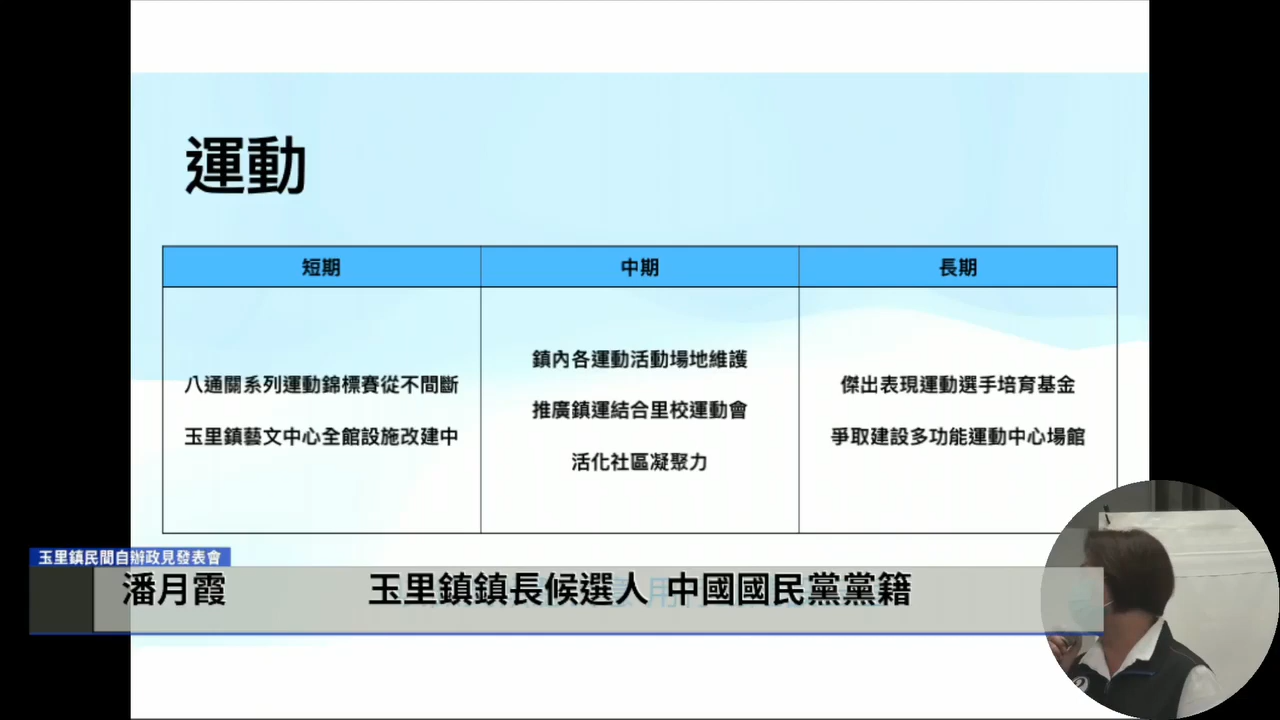 運動
短期
中期
長期
八通關系列運動錦標賽從不間斷
玉里鎮藝文中心全館設施改建中
鎮內各運動活動場地維護
推廣鎮運結合里校運動會
活化社區凝聚力
傑出表現運動選手培育基金
爭取建設多功能運動中心場館
玉里鎮民間自辦政見發表會
潘月霞 玉里鎮鎮長候選人 中國國民黨黨籍